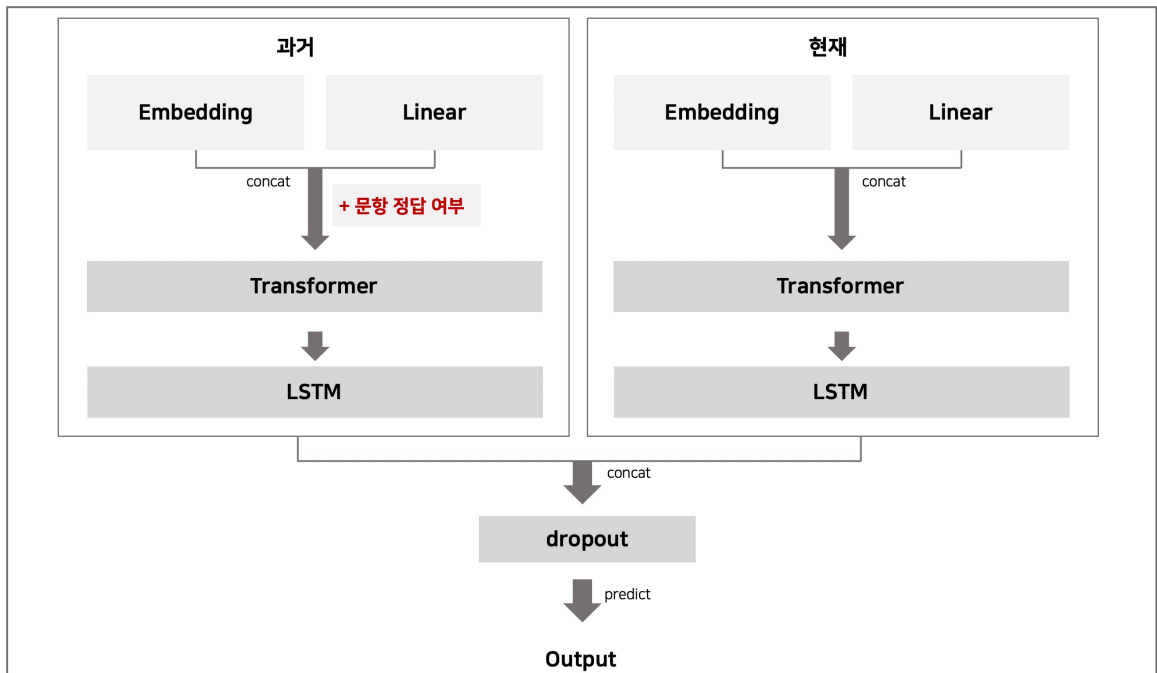 과거
Embedding
Linear
concat
+ 문항 정답 여부
Transformer
LSTM
현재
Embedding
Linear
concat
Transformer
LSTM
concat
dropout
predict
Output